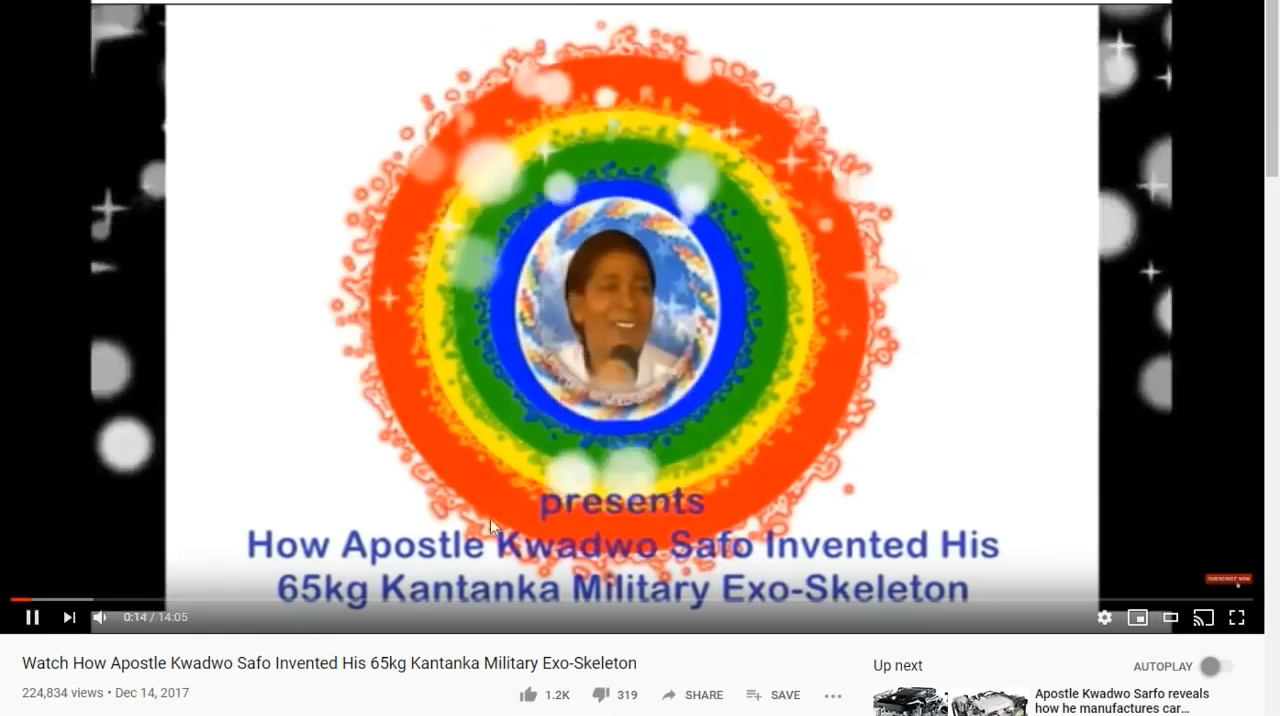 presents
How Apostle Kwadwo Safo Invented His
65kg Kantanka Military Exo-Skeleton
SUBSCRIBE NOW
0:14 / 14:05
Watch How Apostle Kwadwo Safo Invented His 65kg Kantanka Military Exo-Skeleton
224,834 views • Dec 14, 2017
1.2K
319
SHARE
SAVE
Up next
AUTOPLAY
Apostle Kwadwo Sarfo reveals
how he manufactures car…